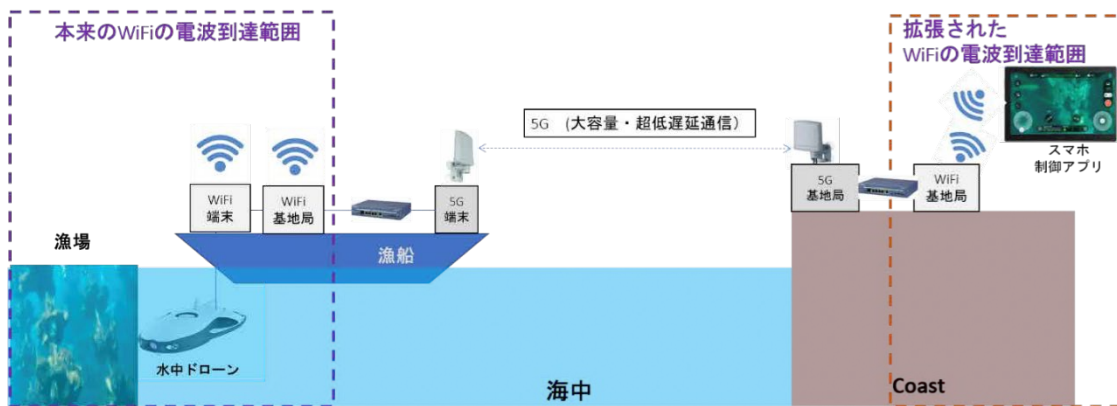 本来のWiFiの電波到達範囲
拡張された
WiFiの電波到達範囲
5G (大容量・超低遅延通信)
スマホ
制御アプリ
WiFi
端末
WiFi
基地局
5G
端末
5G
基地局
WiFi
基地局
漁場
漁船
水中ドローン
海中
Coast